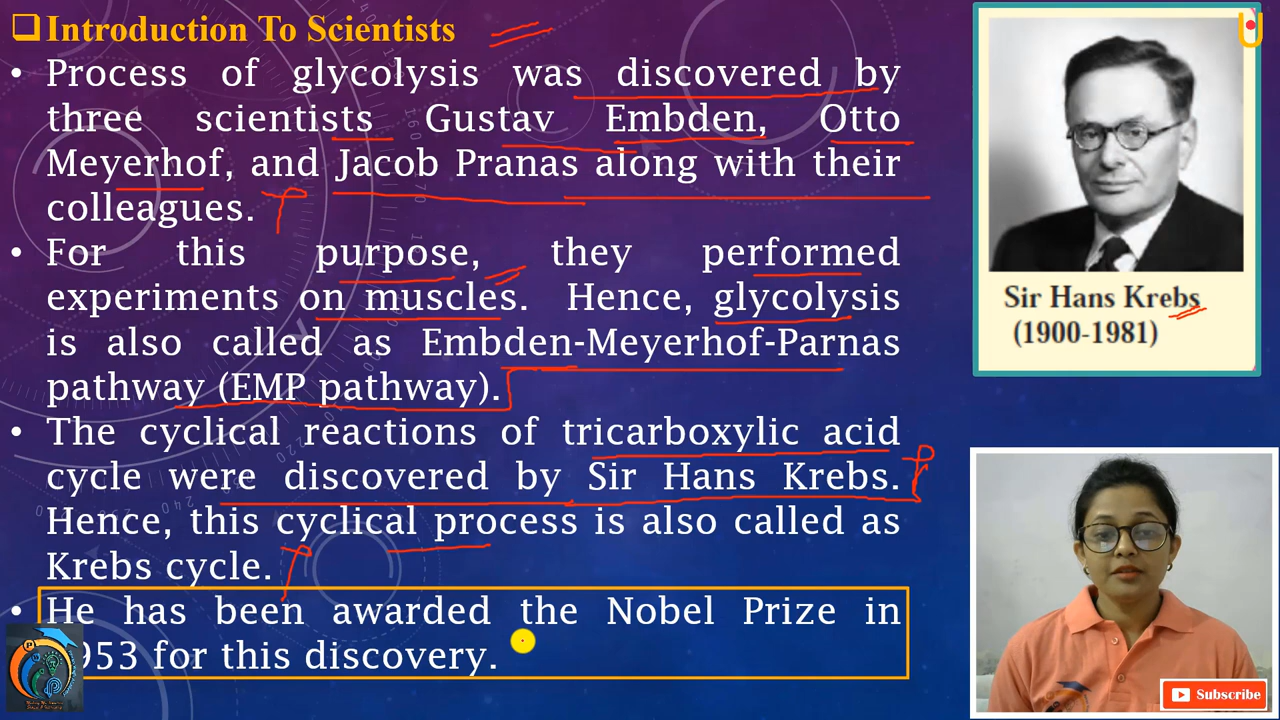 Introduction To Scientists
• Process of glycolysis was discovered by
three scientists Gustav Embden, Otto
Meyerhof, and Jacob Pranas along with their
colleagues.
• For this purpose, they performed
experiments on muscles. Hence, glycolysis
is also called as Embden-Meyerhof-Parnas
pathway (EMP pathway).
• The cyclical reactions of tricarboxylic acid
cycle were discovered by Sir Hans Krebs.
Hence, this cyclical process is also called as
Krebs cycle.
• He has been awarded the Nobel Prize in
953 for this discovery.
Sir Hans Krebs
(1900-1981)
Subscribe